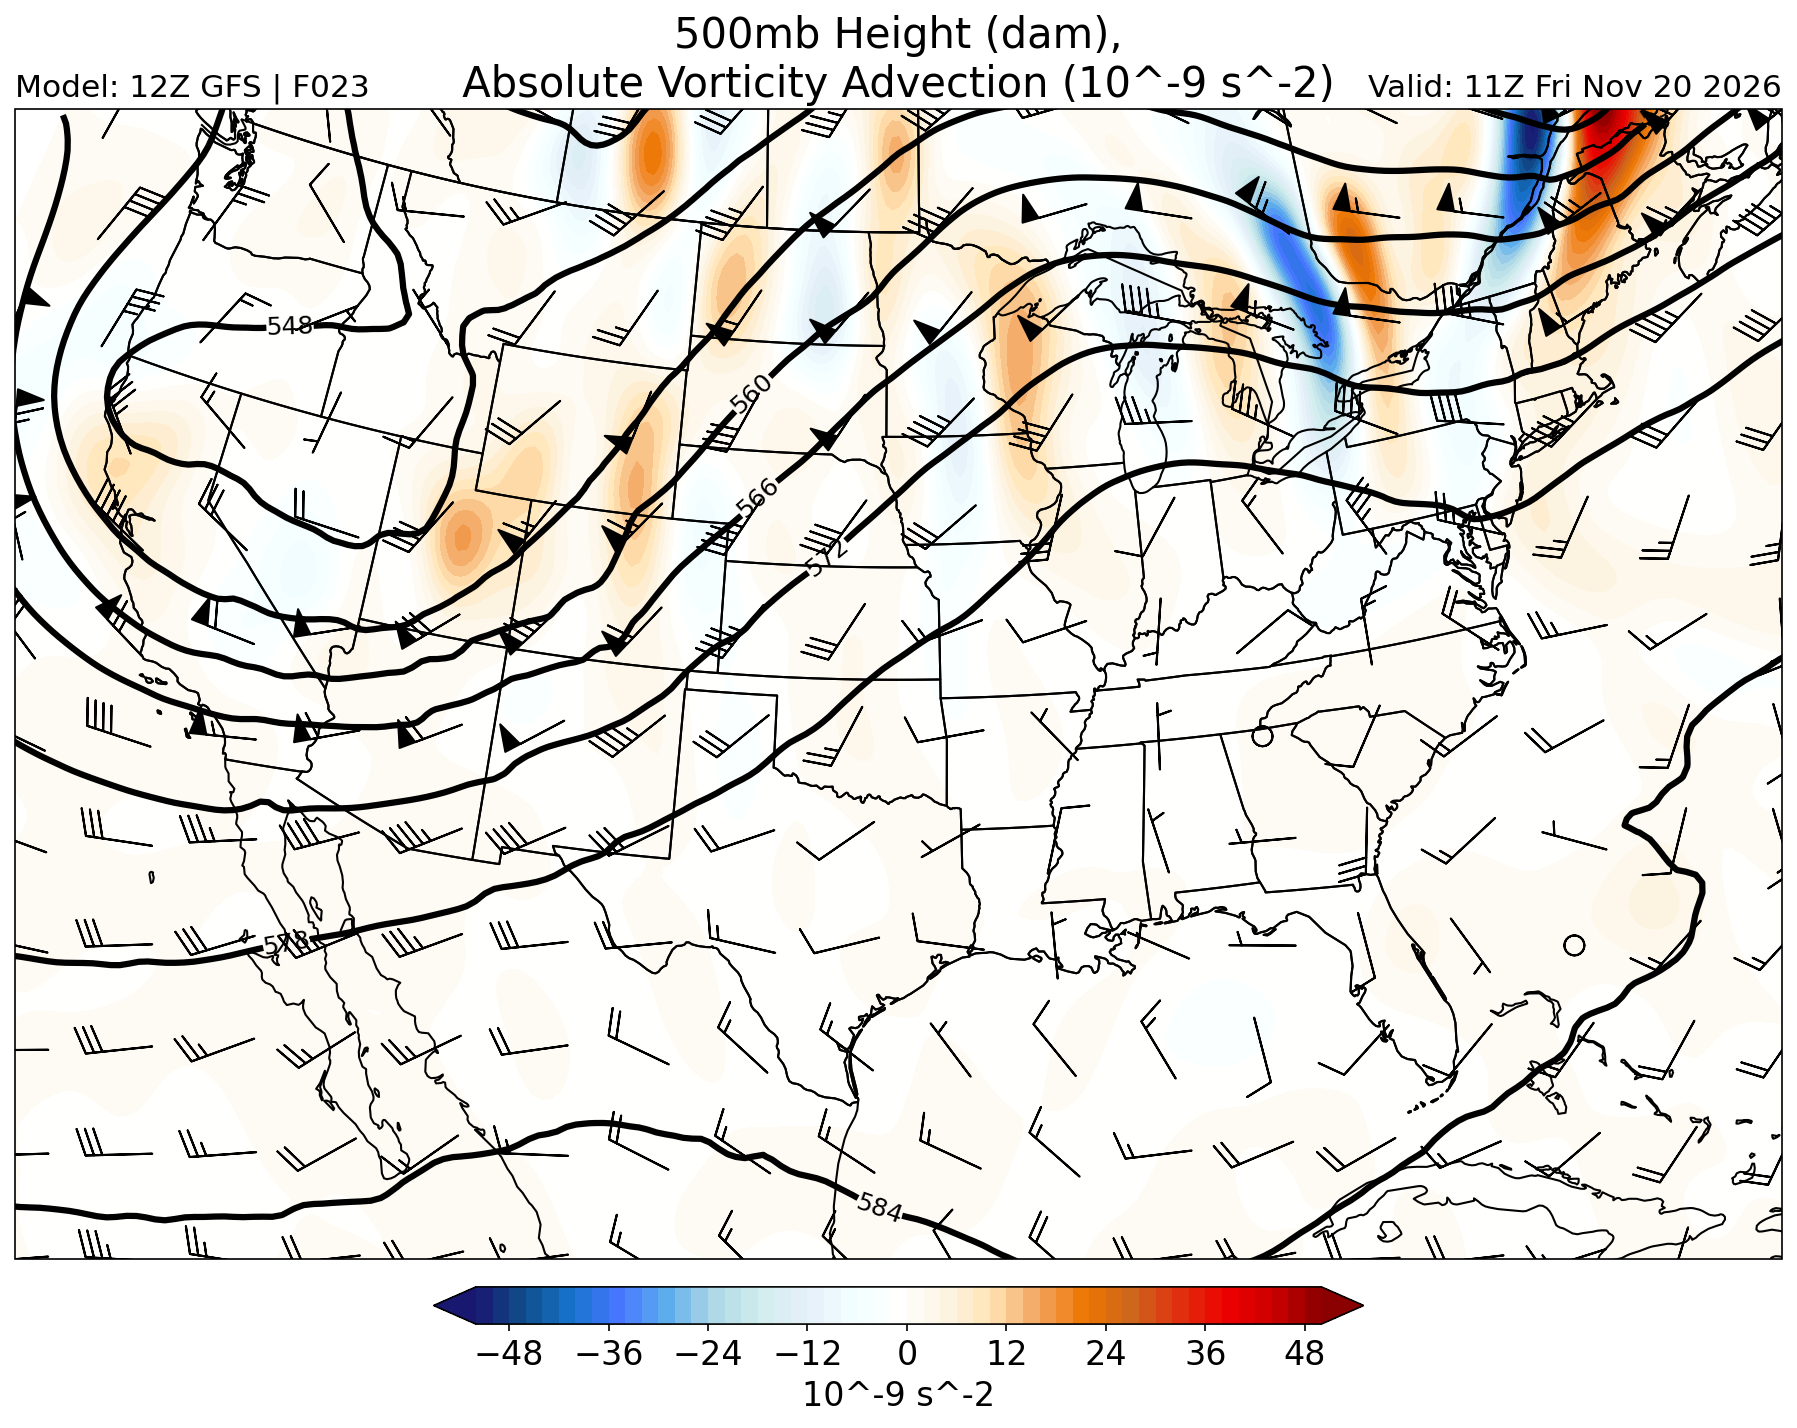 500mb Height (dam),
Model: 12Z GFS | F023
Absolute Vorticity Advection (10^-9 s^-2)
Valid: 11Z Fri Nov 20 2026
548
560
566
572
578
584
−48 −36 −24 −12 0 12 24 36 48
10^-9 s^-2